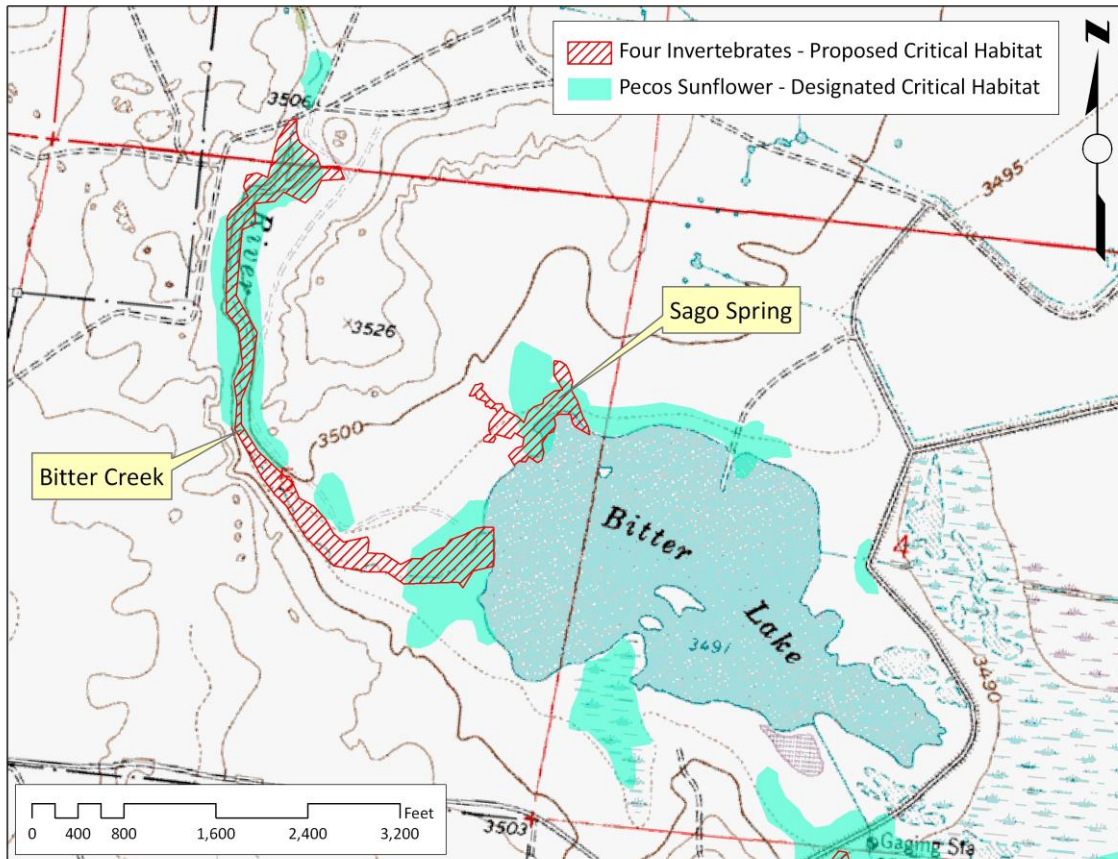 Four Invertebrates - Proposed Critical Habitat
Pecos Sunflower - Designated Critical Habitat
Z
3506
3495
River
Sago Spring
3526
3500
Bitter Creek
Bitter
Lake
4
3491
3490
Feet
0 400 800 1,600 2,400 3,200
3503
Gaging Sta